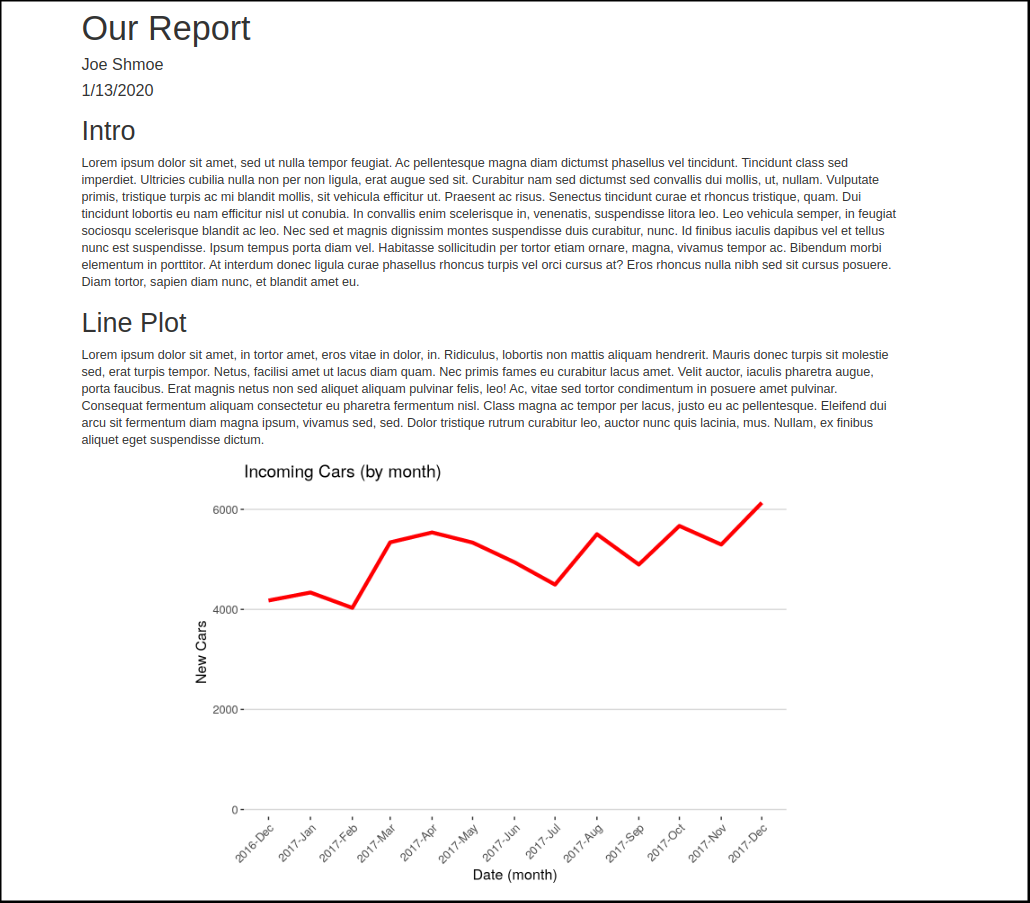 Our Report
Joe Shmoe
1/13/2020
Intro
Lorem ipsum dolor sit amet, sed ut nulla tempor feugiat. Ac pellentesque magna diam dictumst phasellus vel tincidunt. Tincidunt class sed
imperdiet. Ultricies cubilia nulla non per non ligula, erat augue sed sit. Curabitur nam sed dictumst sed convallis dui mollis, ut, nullam. Vulputate
primis, tristique turpis ac mi blandit mollis, sit vehicula efficitur ut. Praesent ac risus. Senectus tincidunt curae et rhoncus tristique, quam. Dui
tincidunt lobortis eu nam efficitur nisl ut conubia. In convallis enim scelerisque in, venenatis, suspendisse litora leo. Leo vehicula semper, in feugiat
sociosqu scelerisque blandit ac leo. Nec sed et magnis dignissim montes suspendisse duis curabitur, nunc. Id finibus iaculis dapibus vel et tellus
nunc est suspendisse. Ipsum tempus porta diam vel. Habitasse sollicitudin per tortor etiam ornare, magna, vivamus tempor ac. Bibendum morbi
elementum in porttitor. At interdum donec ligula curae phasellus rhoncus turpis vel orci cursus at? Eros rhoncus nulla nibh sed sit cursus posuere.
Diam tortor, sapien diam nunc, et blandit amet eu.
Line Plot
Lorem ipsum dolor sit amet, in tortor amet, eros vitae in dolor, in. Ridiculus, lobortis non mattis aliquam hendrerit. Mauris donec turpis sit molestie
sed, erat turpis tempor. Netus, facilisi amet ut lacus diam quam. Nec primis fames eu curabitur lacus amet. Velit auctor, iaculis pharetra augue,
porta faucibus. Erat magnis netus non sed aliquet aliquam pulvinar felis, leo! Ac, vitae sed tortor condimentum in posuere amet pulvinar.
Consequat fermentum aliquam consectetur eu pharetra fermentum nisl. Class magna ac tempor per lacus, justo eu ac pellentesque. Eleifend dui
arcu sit fermentum diam magna ipsum, vivamus sed, sed. Dolor tristique rutrum curabitur leo, auctor nunc quis lacinia, mus. Nullam, ex finibus
aliquet eget suspendisse dictum.
Incoming Cars (by month)
6000
4000
2000
0
New Cars
2016-Dec
2017-Jan
2017-Feb
2017-Mar
2017-Apr
2017-May
2017-Jun
2017-Jul
2017-Aug
2017-Sep
2017-Oct
2017-Nov
2017-Dec
Date (month)